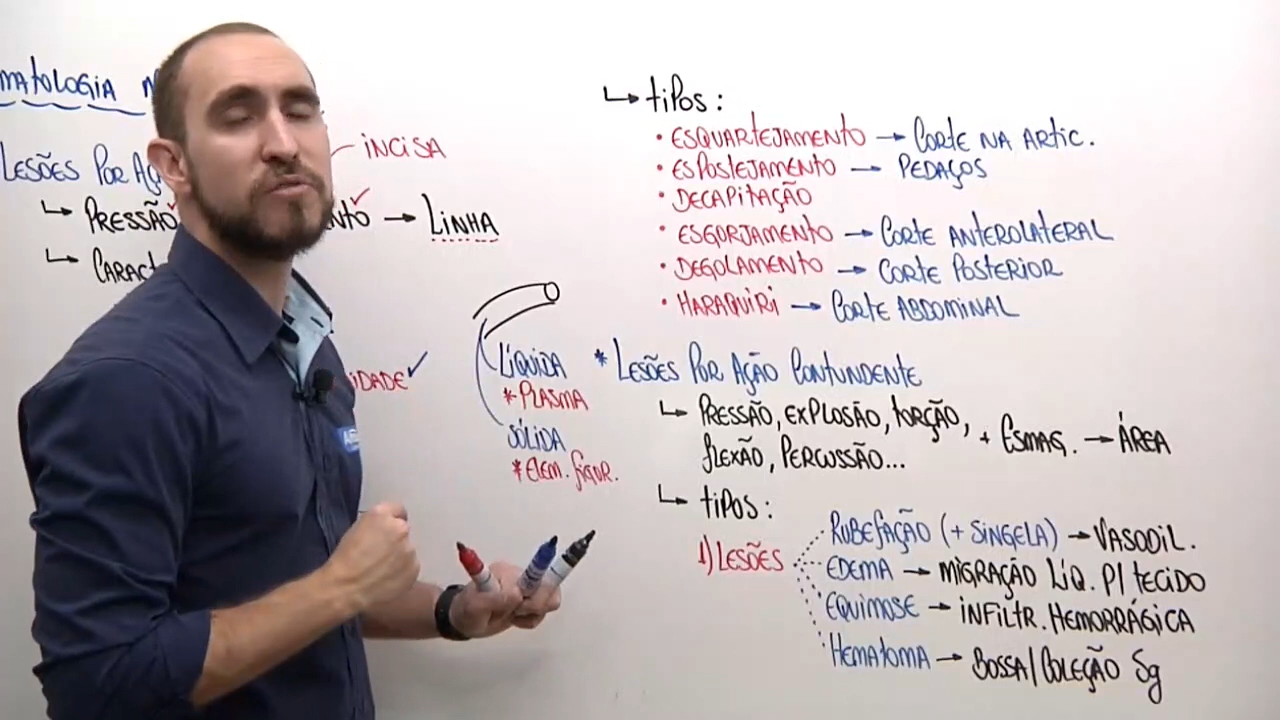 MATOLOGIA
LESÕES POR AÇ
INCISA
↳ PRESSÃO NTO → LINHA
↳ CARACT
IDADE
LÍQUIDA
* PLASMA
SÓLIDA
* ELEM. FIGUR.
↳ TIPOS:
• ESQUARTEJAMENTO → CORTE NA ARTIC.
• ESPOSTEJAMENTO → PEDAÇOS
• DECAPITAÇÃO
• ESGORJAMENTO → CORTE ANTEROLATERAL
• DEGOLAMENTO → CORTE POSTERIOR
• HARAQUIRI → CORTE ABDOMINAL
* LESÕES POR AÇÃO CONTUNDENTE
↳ PRESSÃO, EXPLOSÃO, TORÇÃO,
FLEXÃO, PERCUSSÃO... + ESMAG. → ÁREA
↳ TIPOS:
1) LESÕES
RUBEFAÇÃO (+ SINGELA) → VASODIL.
EDEMA → MIGRAÇÃO LÍQ. P/ TECIDO
EQUIMOSE → INFILTR. HEMORRÁGICA
HEMATOMA → BOSSA/COLEÇÃO SG